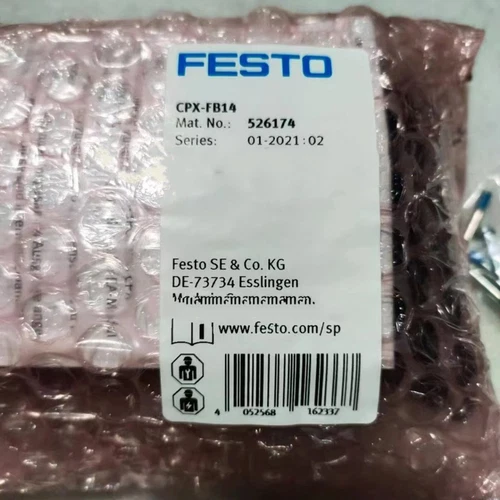 FESTO
CPX-FB14
Mat. No.: 526174
Series: 01-2021:02
Festo SE & Co. KG
DE-73734 Esslingen
www.festo.com/sp
4 052568 162337